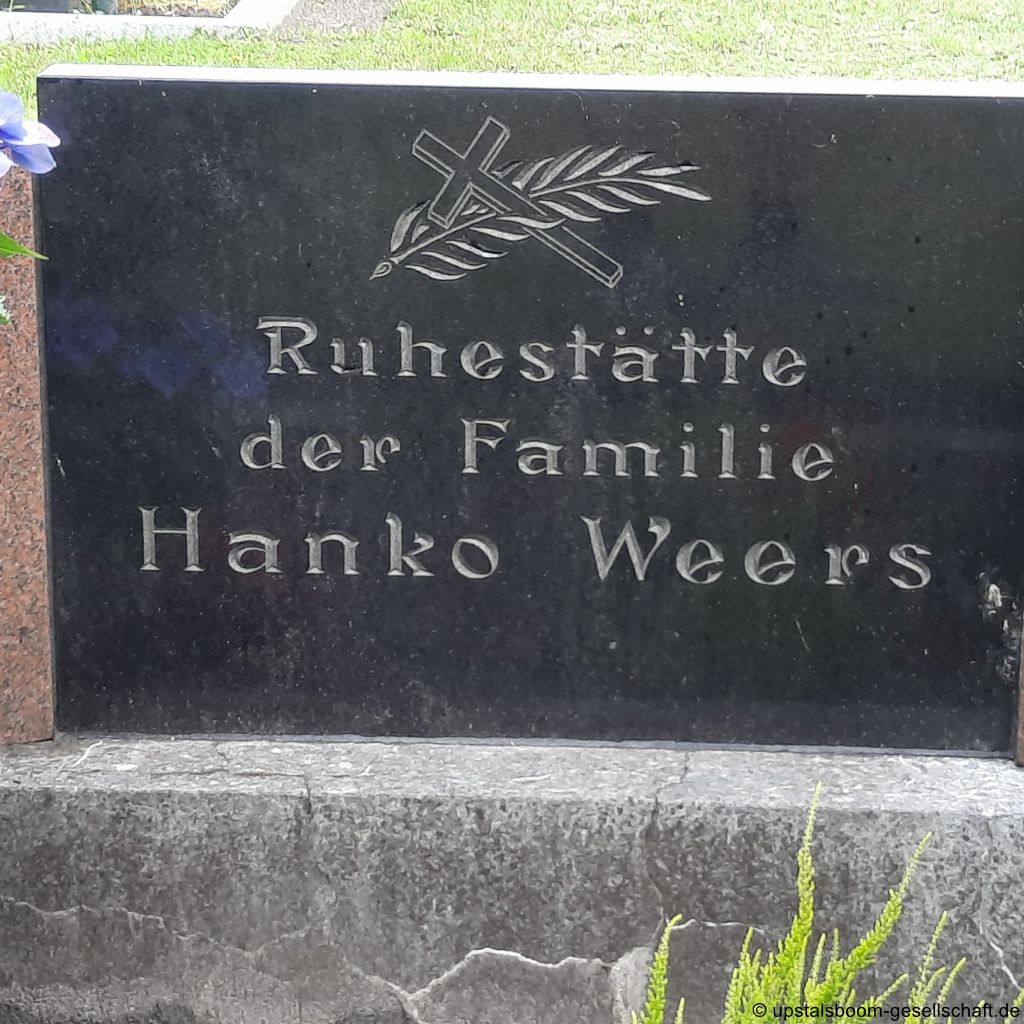 Ruhestätte
der Familie
Hanko Weers
© upstalsboom-gesellschaft.de